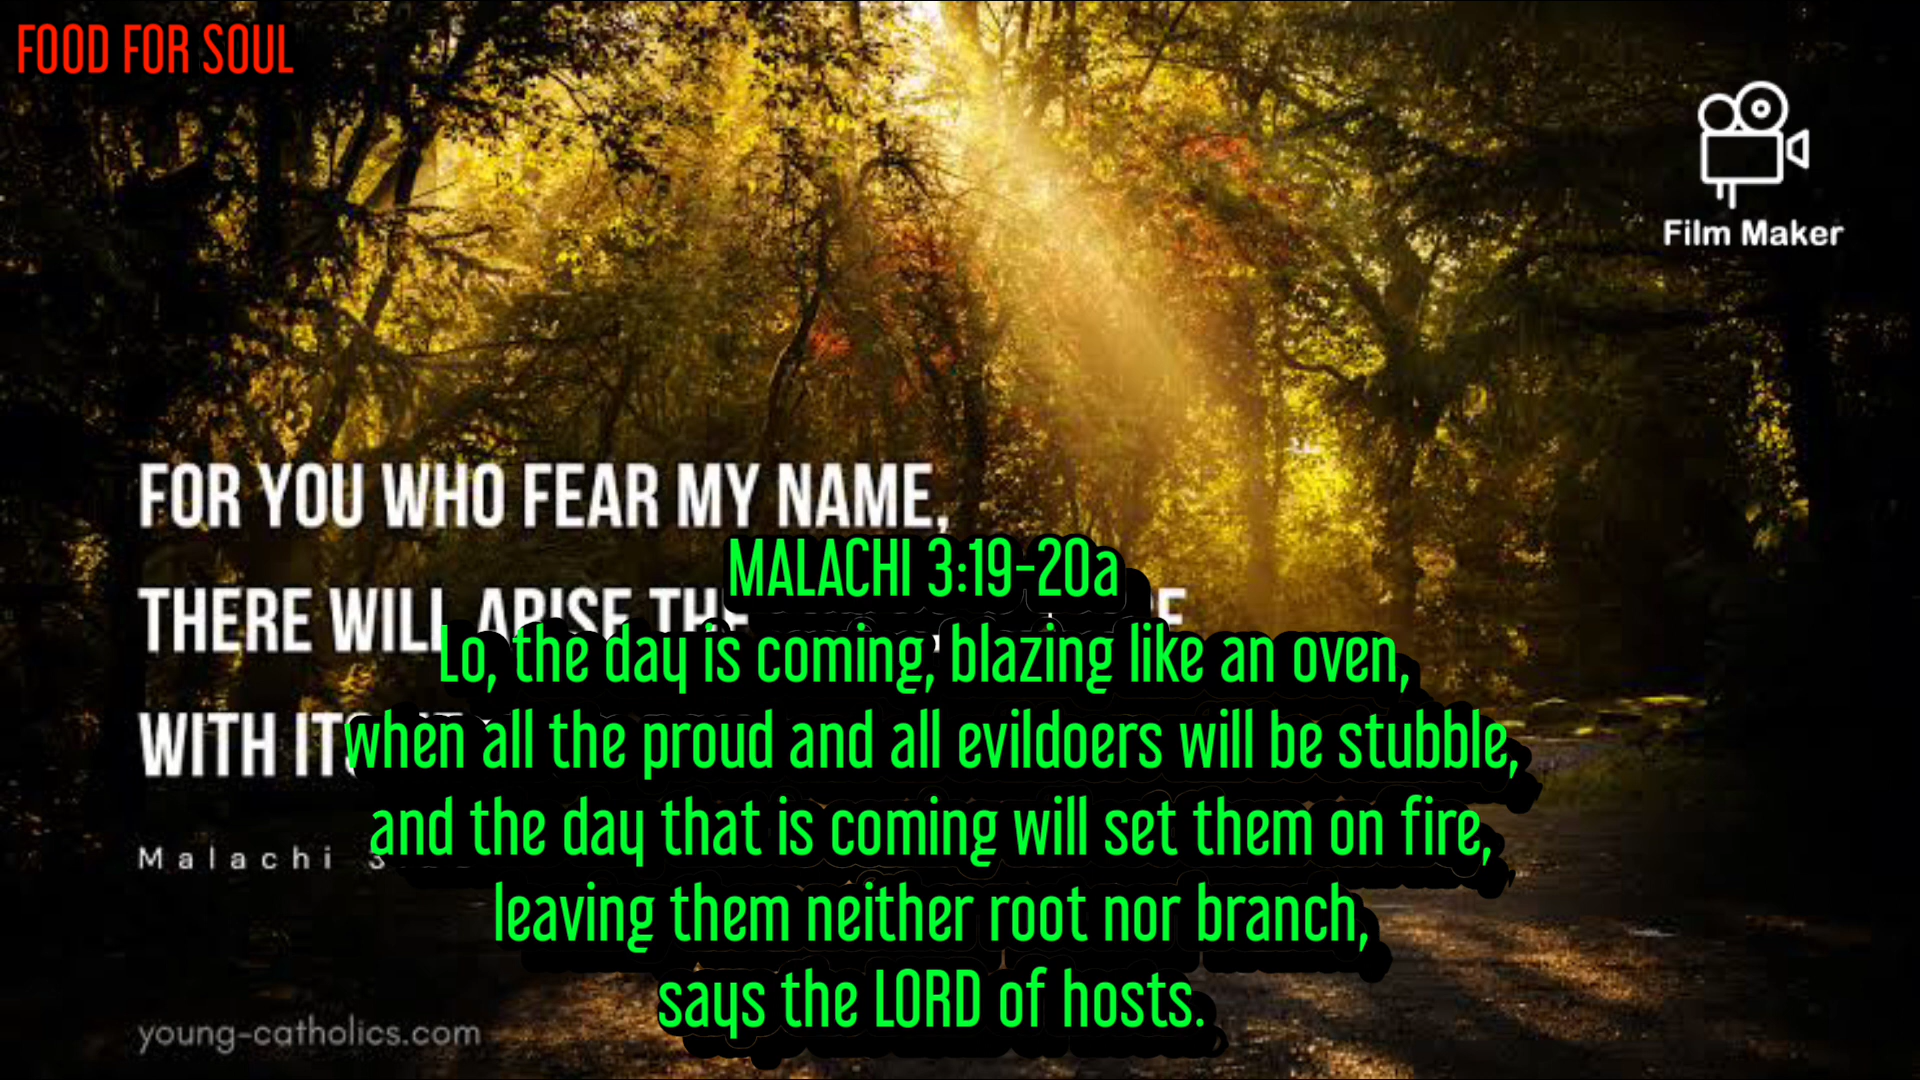 FOOD FOR SOUL
Film Maker
FOR YOU WHO FEAR MY NAME,
THERE WILL ARISE THE
WITH
Malachi 3
MALACHI 3:19-20a
Lo, the day is coming, blazing like an oven,
when all the proud and all evildoers will be stubble,
and the day that is coming will set them on fire,
leaving them neither root nor branch,
says the LORD of hosts.
young-catholics.com